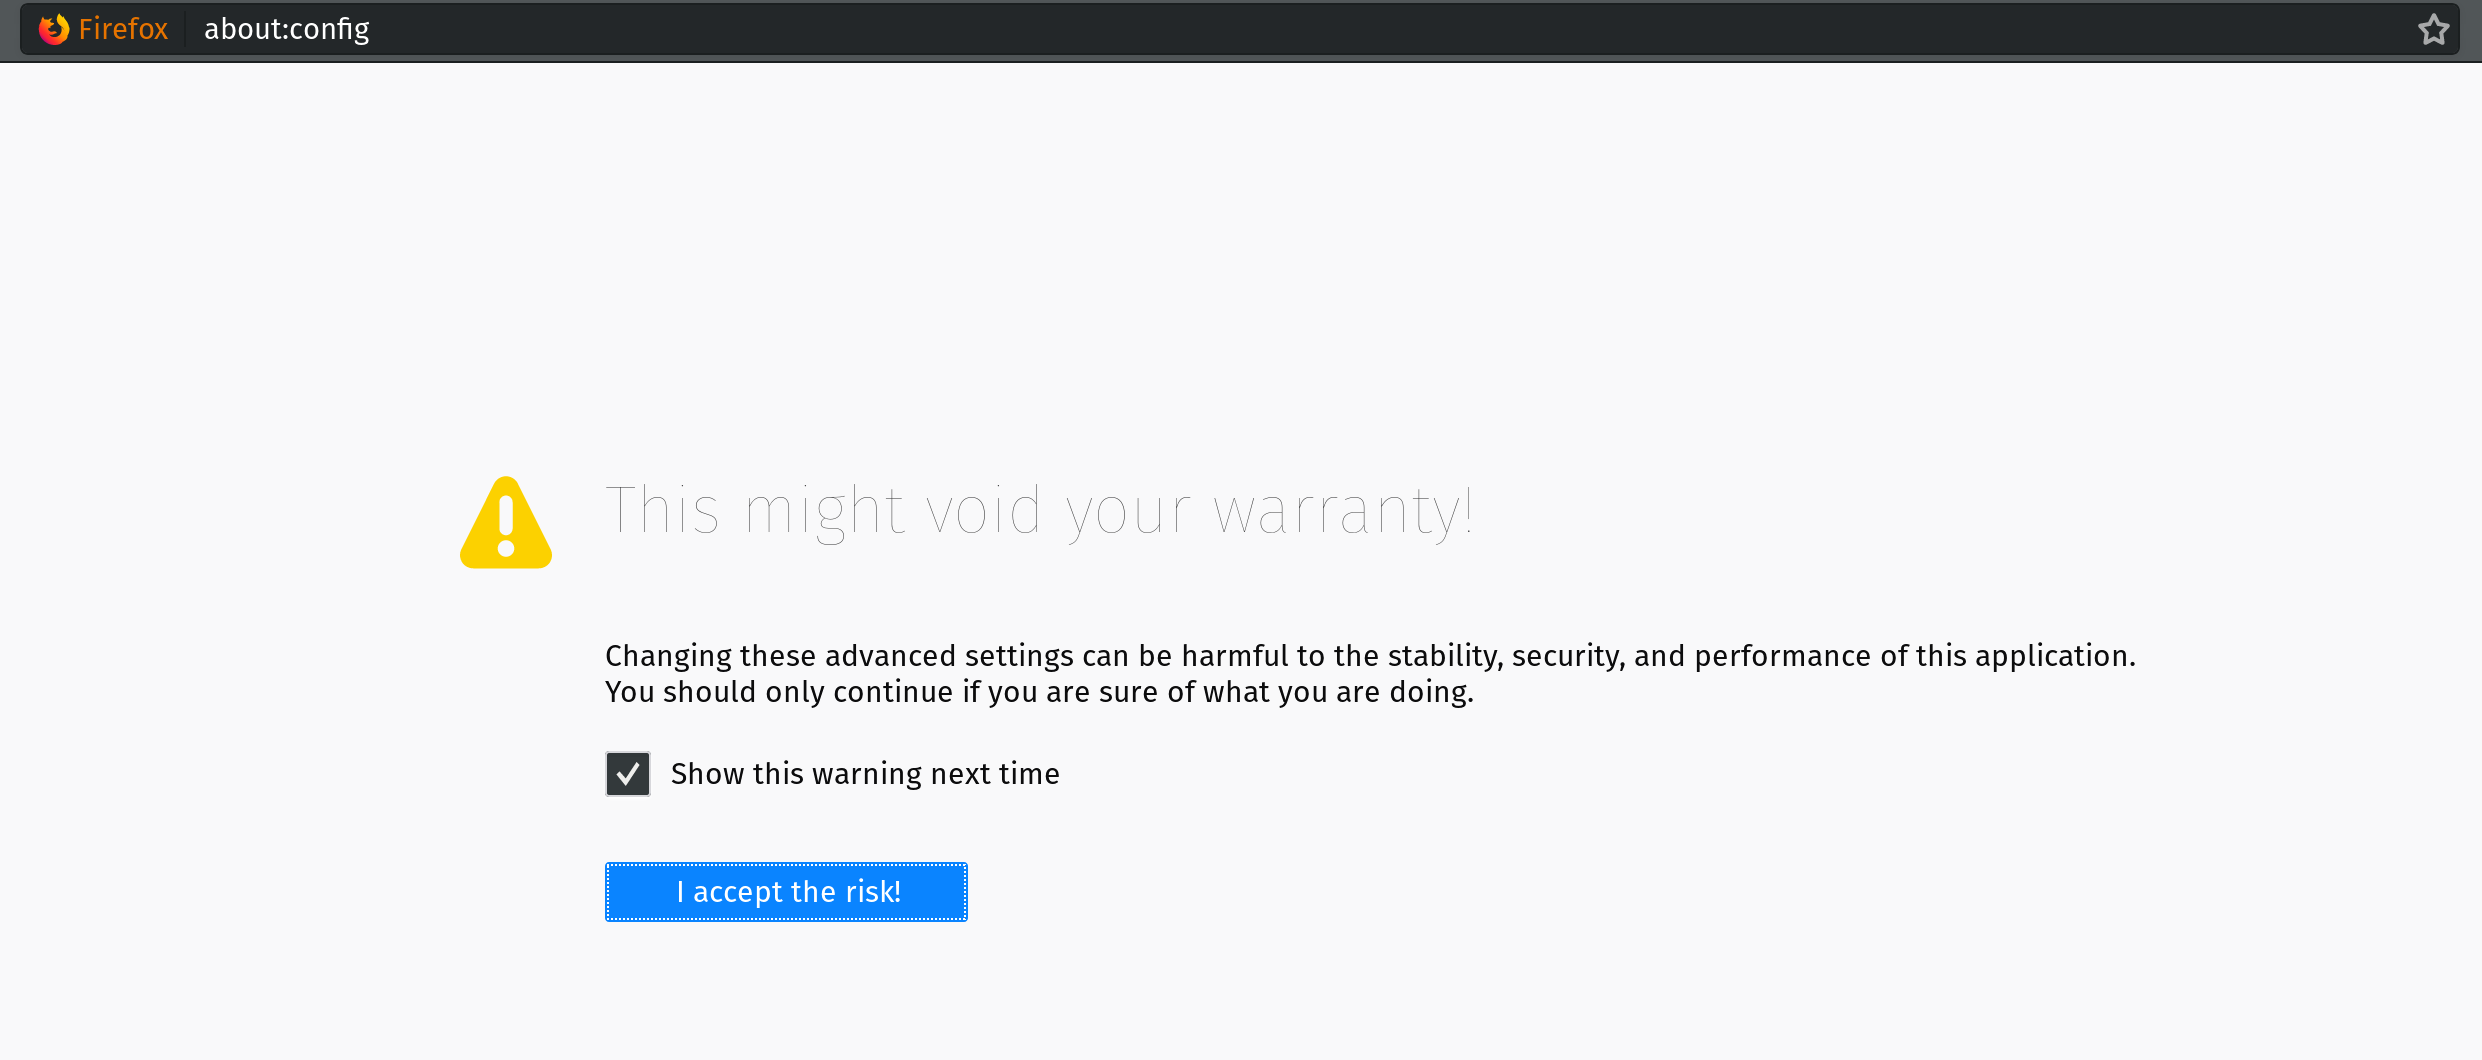 Firefox about:config
This might void your warranty!
Changing these advanced settings can be harmful to the stability, security, and performance of this application.
You should only continue if you are sure of what you are doing.
Show this warning next time
I accept the risk!